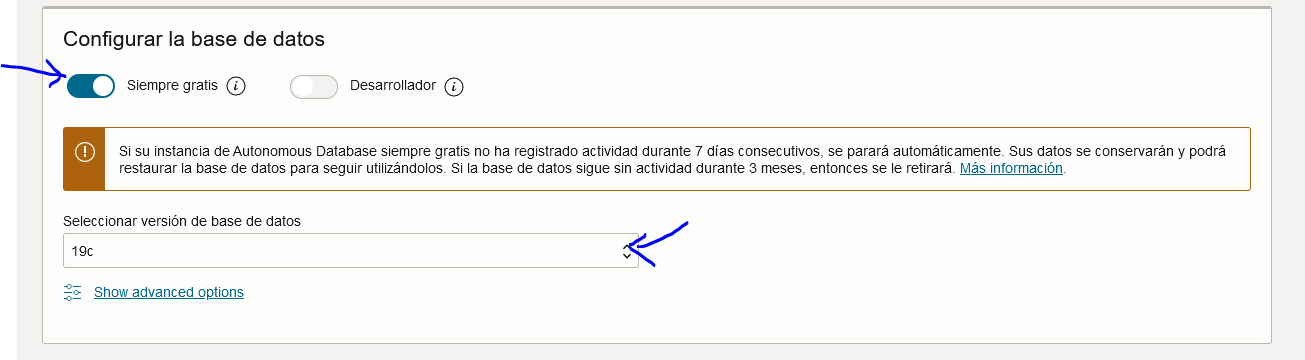 Configurar la base de datos
Siempre gratis i Desarrollador i
Si su instancia de Autonomous Database siempre gratis no ha registrado actividad durante 7 días consecutivos, se parará automáticamente. Sus datos se conservarán y podrá
restaurar la base de datos para seguir utilizándolos. Si la base de datos sigue sin actividad durante 3 meses, entonces se le retirará. Más información.
Seleccionar versión de base de datos
19c
Show advanced options